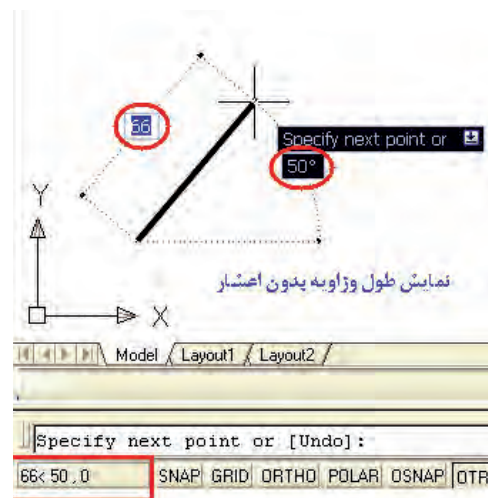 66
Specify next point or
50°
Y
نمایش طول وزاویه بدون اعشار
X
Model / Layout1 / Layout2 /
Specify next point or [Undo]:
66< 50 , 0 SNAP GRID ORTHO POLAR OSNAP OTR